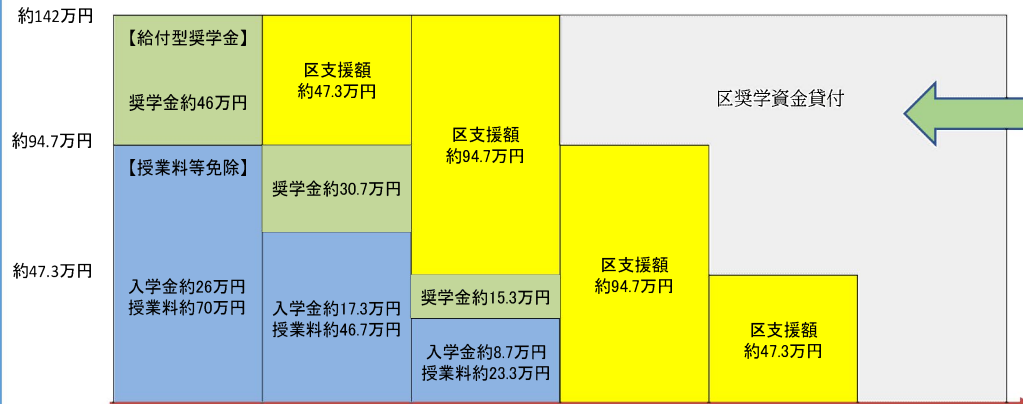 約142万円
約94.7万円
約47.3万円
【給付型奨学金】
奨学金約46万円
【授業料等免除】
入学金約26万円
授業料約70万円
区支援額
約47.3万円
奨学金約30.7万円
入学金約17.3万円
授業料約46.7万円
区支援額
約94.7万円
奨学金約15.3万円
入学金約8.7万円
授業料約23.3万円
区支援額
約94.7万円
区支援額
約47.3万円
区奨学資金貸付